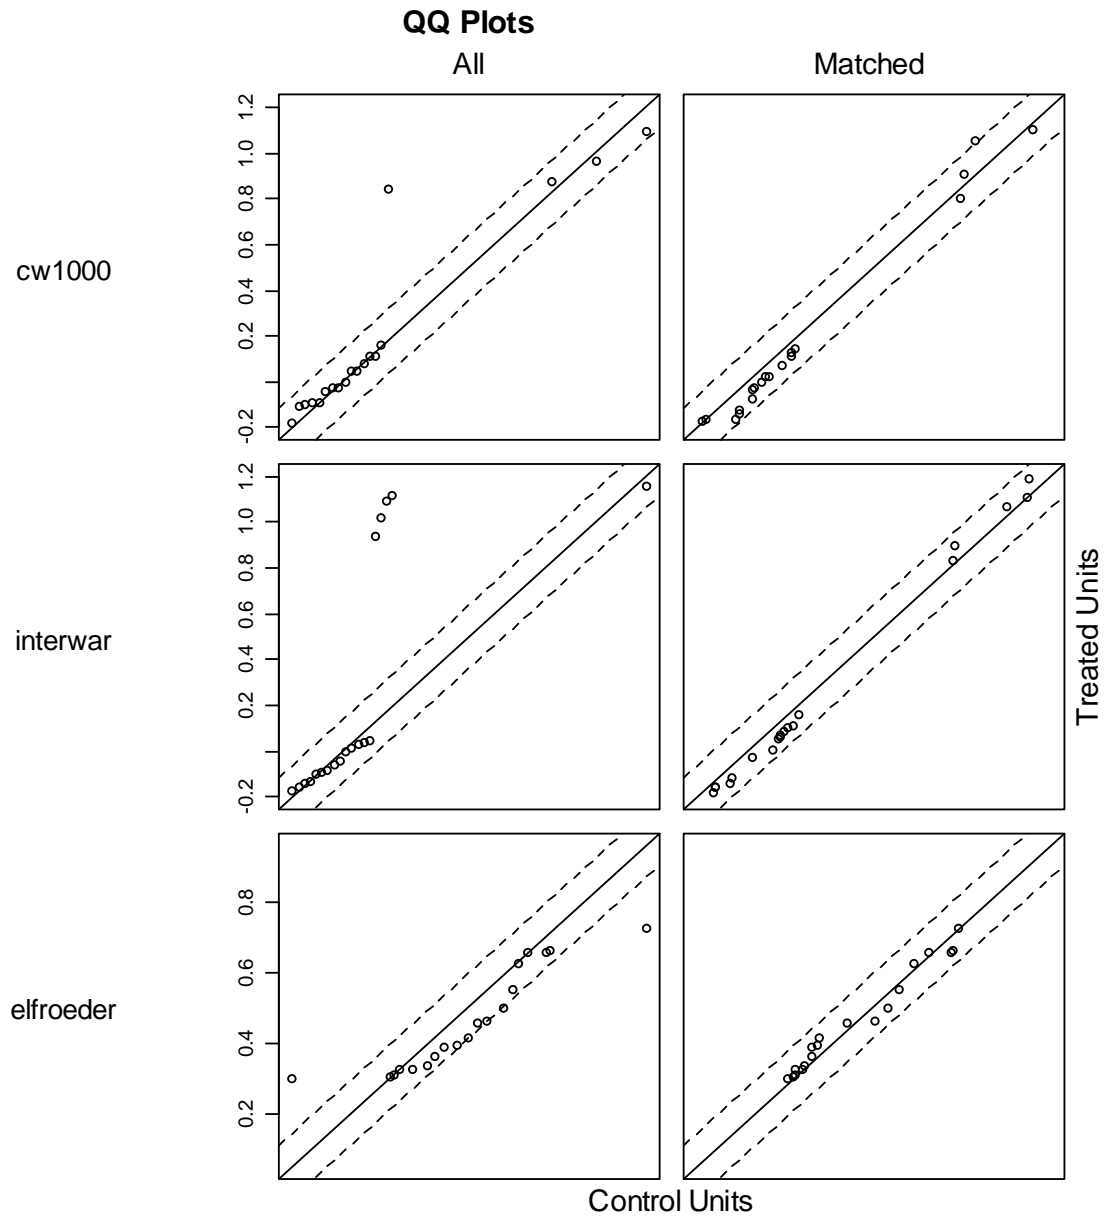 QQ Plots
All Matched
cw1000
-0.2 0.2 0.4 0.6 0.8 1.0 1.2
interwar
-0.2 0.2 0.4 0.6 0.8 1.0 1.2
elfroeder
0.2 0.4 0.6 0.8
Treated Units
Control Units